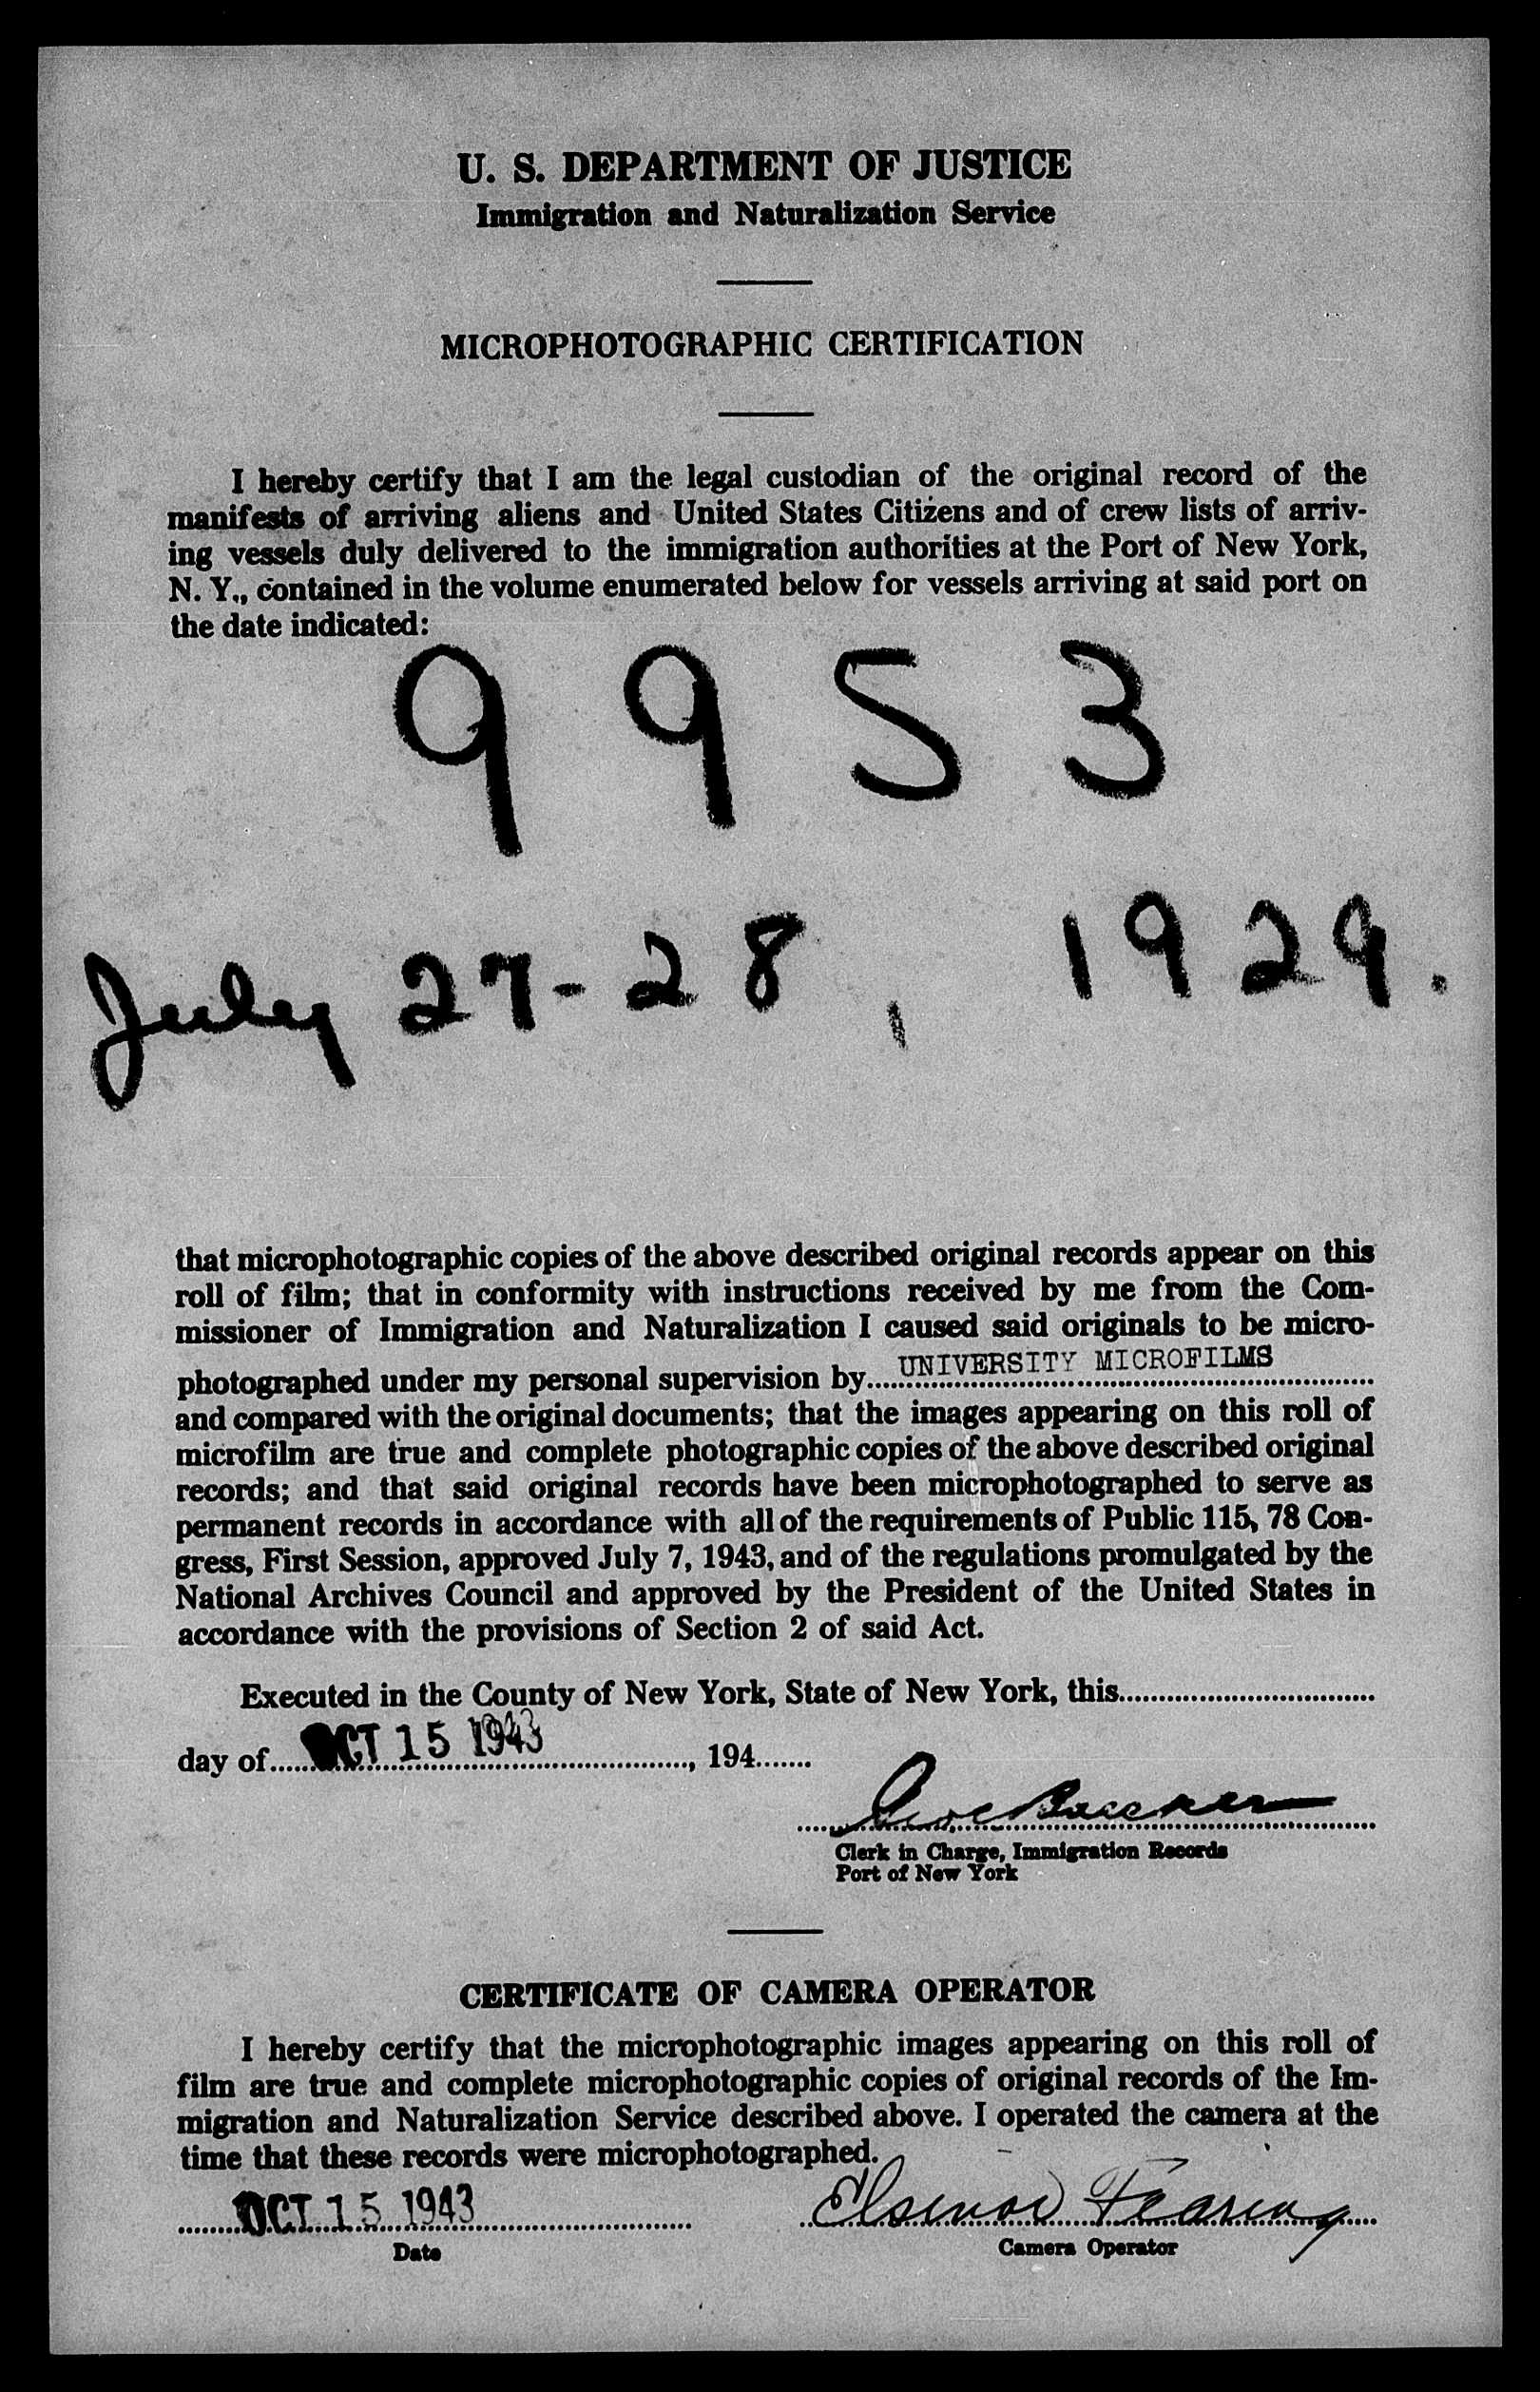 U. S. DEPARTMENT OF JUSTICE
Immigration and Naturalization Service
MICROPHOTOGRAPHIC CERTIFICATION
I hereby certify that I am the legal custodian of the original record of the
manifests of arriving aliens and United States Citizens and of crew lists of arriv-
ing vessels duly delivered to the immigration authorities at the Port of New York,
N. Y., contained in the volume enumerated below for vessels arriving at said port on
the date indicated:
9953
July 27-28, 1929.
that microphotographic copies of the above described original records appear on this
roll of film; that in conformity with instructions received by me from the Com-
missioner of Immigration and Naturalization I caused said originals to be micro-
photographed under my personal supervision by UNIVERSITY MICROFILMS
and compared with the original documents; that the images appearing on this roll of
microfilm are true and complete photographic copies of the above described original
records; and that said original records have been microphotographed to serve as
permanent records in accordance with all of the requirements of Public 115, 78 Con-
gress, First Session, approved July 7, 1943, and of the regulations promulgated by the
National Archives Council and approved by the President of the United States in
accordance with the provisions of Section 2 of said Act.
Executed in the County of New York, State of New York, this
day of OCT 15 1943, 194
Clerk in Charge, Immigration Records
Port of New York
CERTIFICATE OF CAMERA OPERATOR
I hereby certify that the microphotographic images appearing on this roll of
film are true and complete microphotographic copies of original records of the Im-
migration and Naturalization Service described above. I operated the camera at the
time that these records were microphotographed.
OCT 15 1943 Fearing
Date Camera Operator